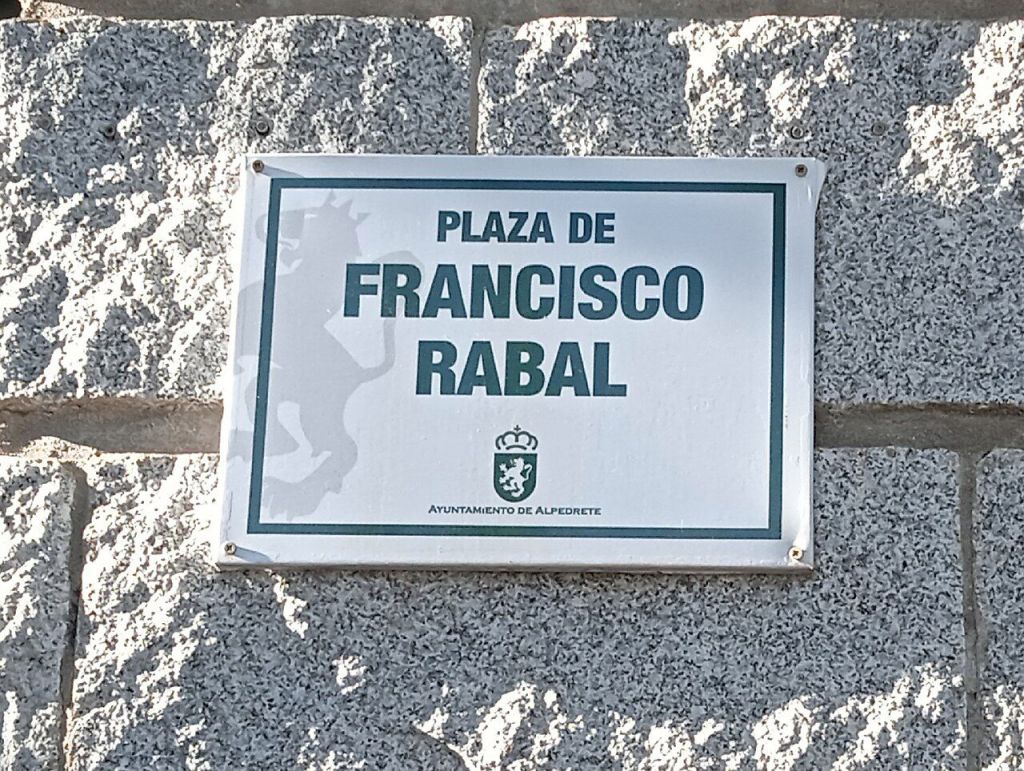 PLAZA DE
FRANCISCO
RABAL
AYUNTAMIENTO DE ALPEDRETE